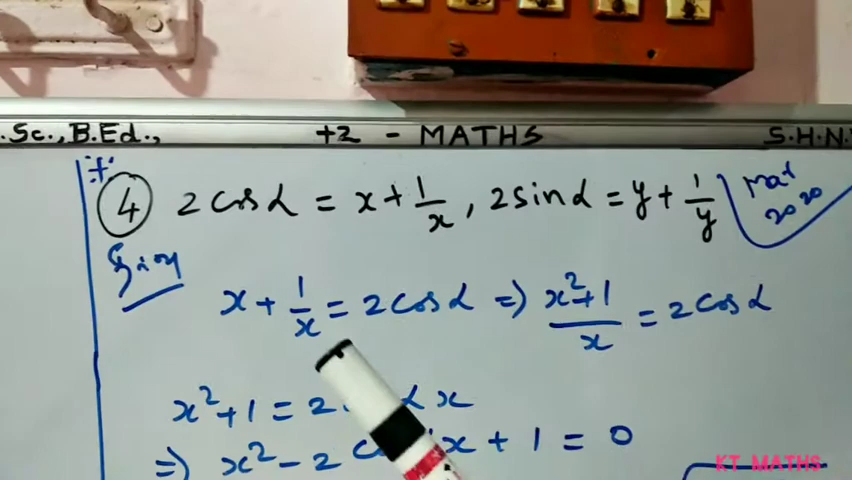 .Sc., B.Ed., +2 - MATHS S.H.N.
④ 2cosα = x + 1/x, 2sinα = y + 1/y Mar 2020
x + 1/x = 2cosα ⇒ (x²+1)/x = 2cosα
x² + 1 = 2 α x
⇒ x² - 2 x + 1 = 0
KT MATHS